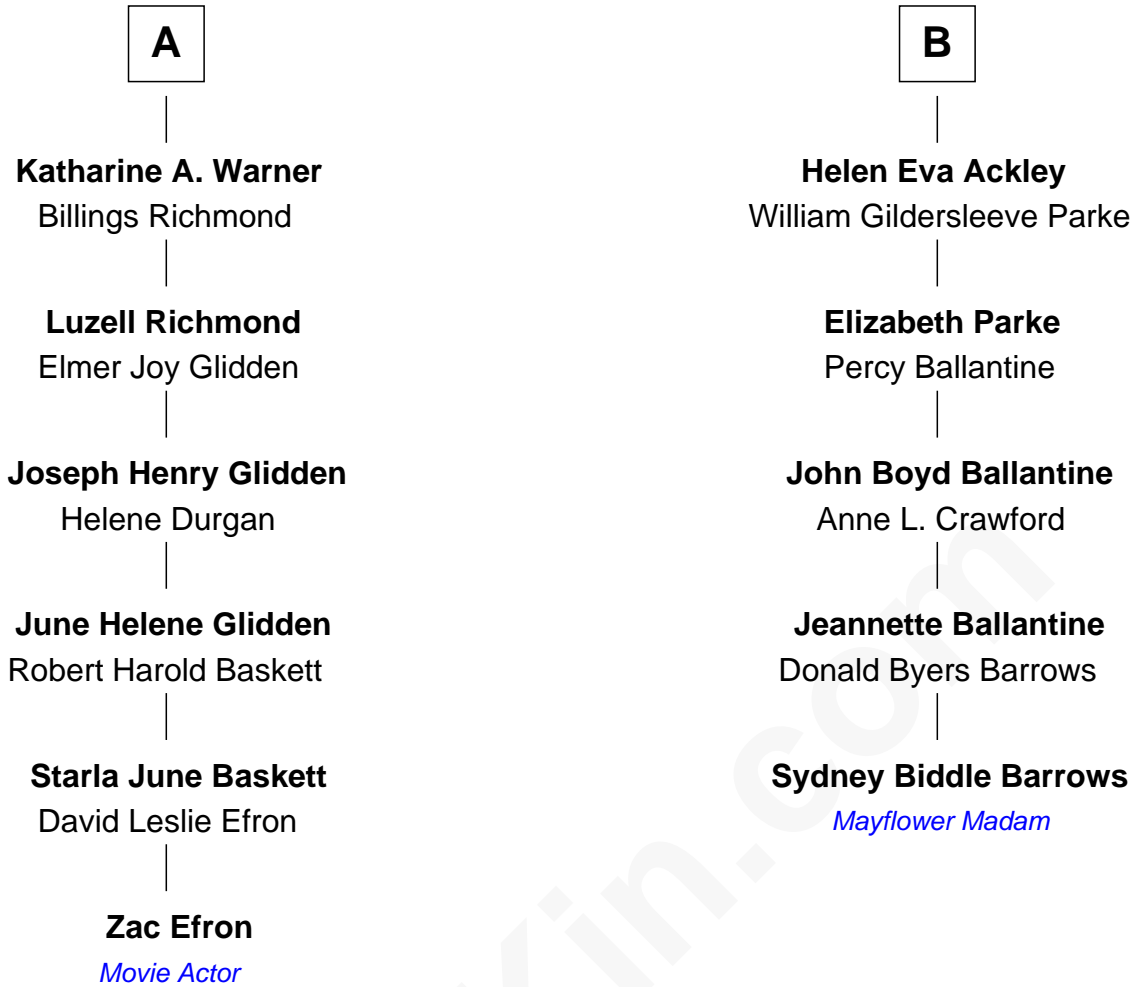 A
Katharine A. Warner
Billings Richmond
Luzell Richmond
Elmer Joy Glidden
Joseph Henry Glidden
Helene Durgan
June Helene Glidden
Robert Harold Baskett
Starla June Baskett
David Leslie Efron
Zac Efron
Movie Actor
B
Helen Eva Ackley
William Gildersleeve Parke
Elizabeth Parke
Percy Ballantine
John Boyd Ballantine
Anne L. Crawford
Jeannette Ballantine
Donald Byers Barrows
Sydney Biddle Barrows
Mayflower Madam
Kin.com